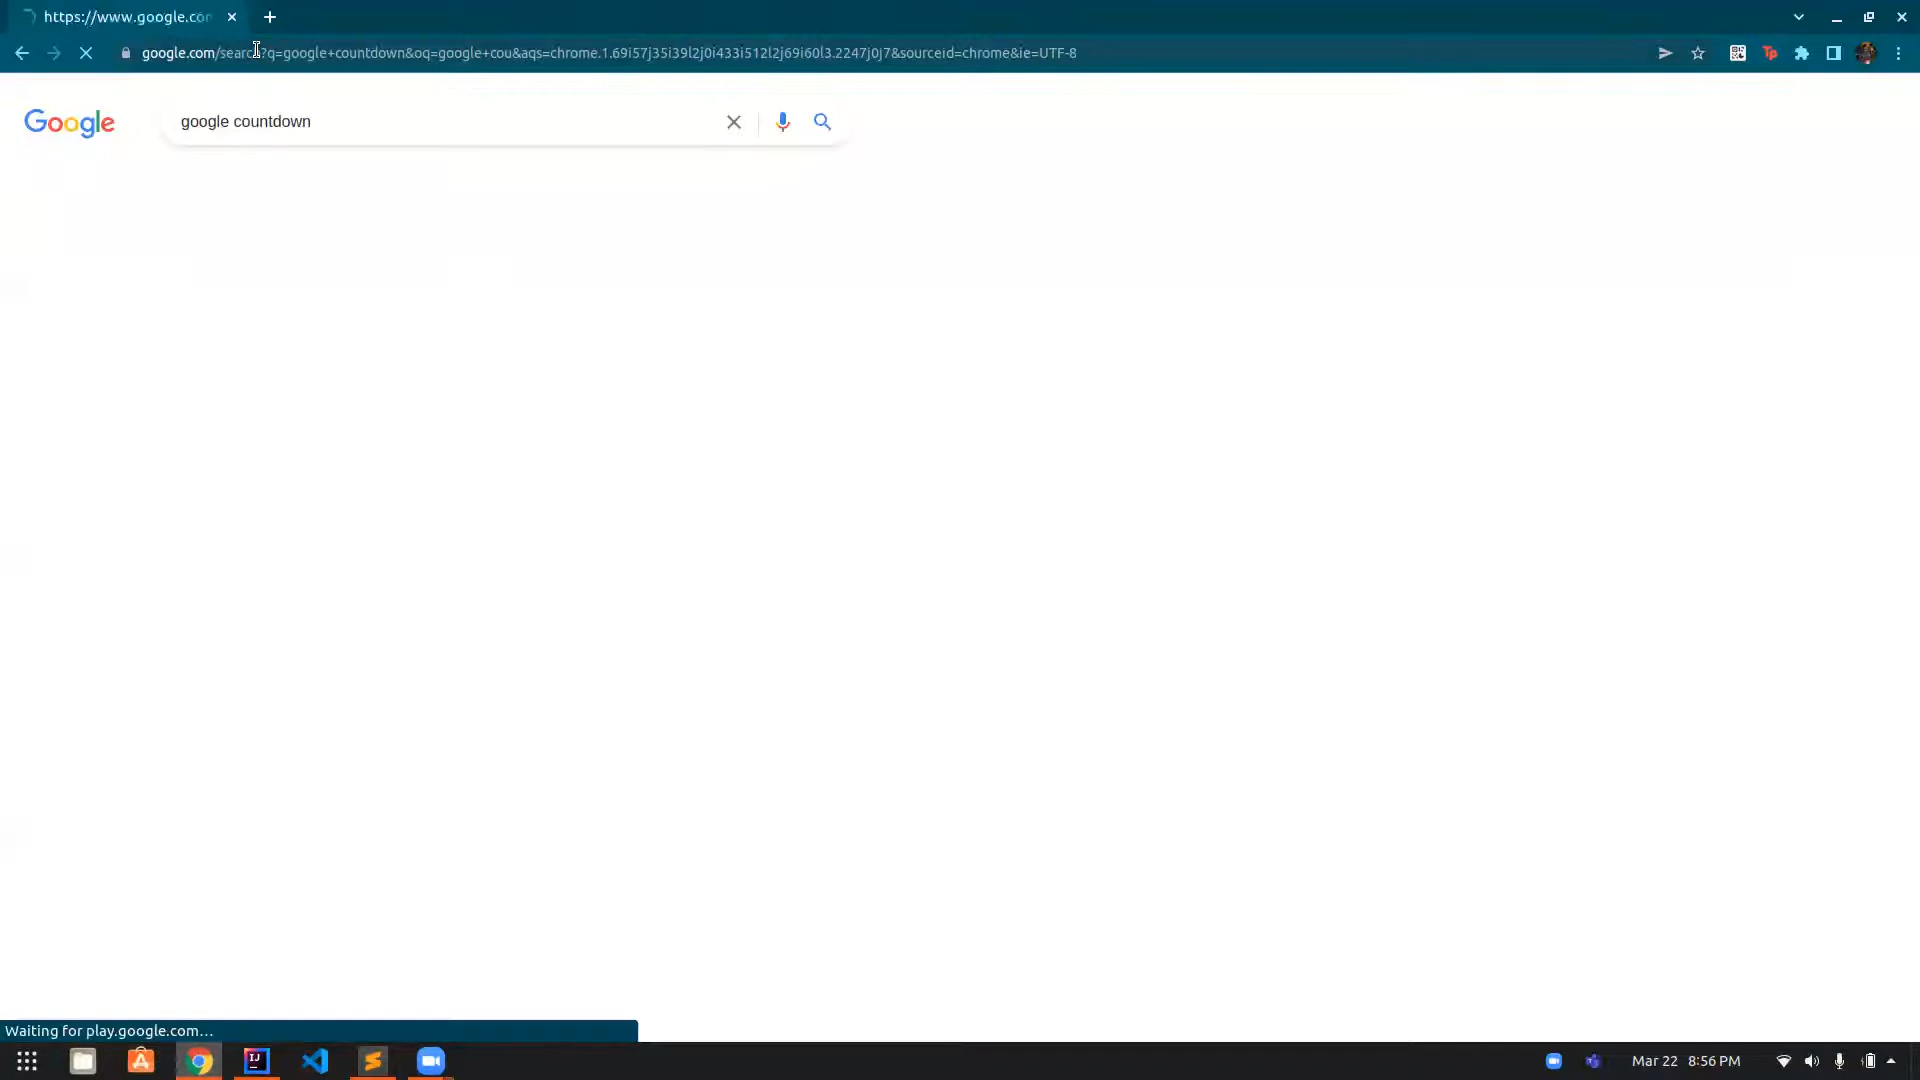 https://www.google.com
google.com/search?q=google+countdown&oq=google+cou&aqs=chrome.1.69i57j35i39l2j0i433i512l2j69i60l3.2247j0j7&sourceid=chrome&ie=UTF-8
Google
google countdown
Waiting for play.google.com...
Mar 22 8:56 PM